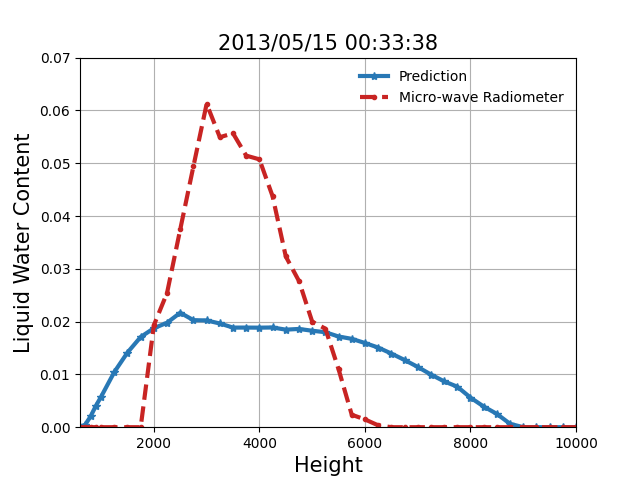 2013/05/15 00:33:38
Prediction
Micro-wave Radiometer
Liquid Water Content
0.07
0.06
0.05
0.04
0.03
0.02
0.01
0.00
2000 4000 6000 8000 10000
Height